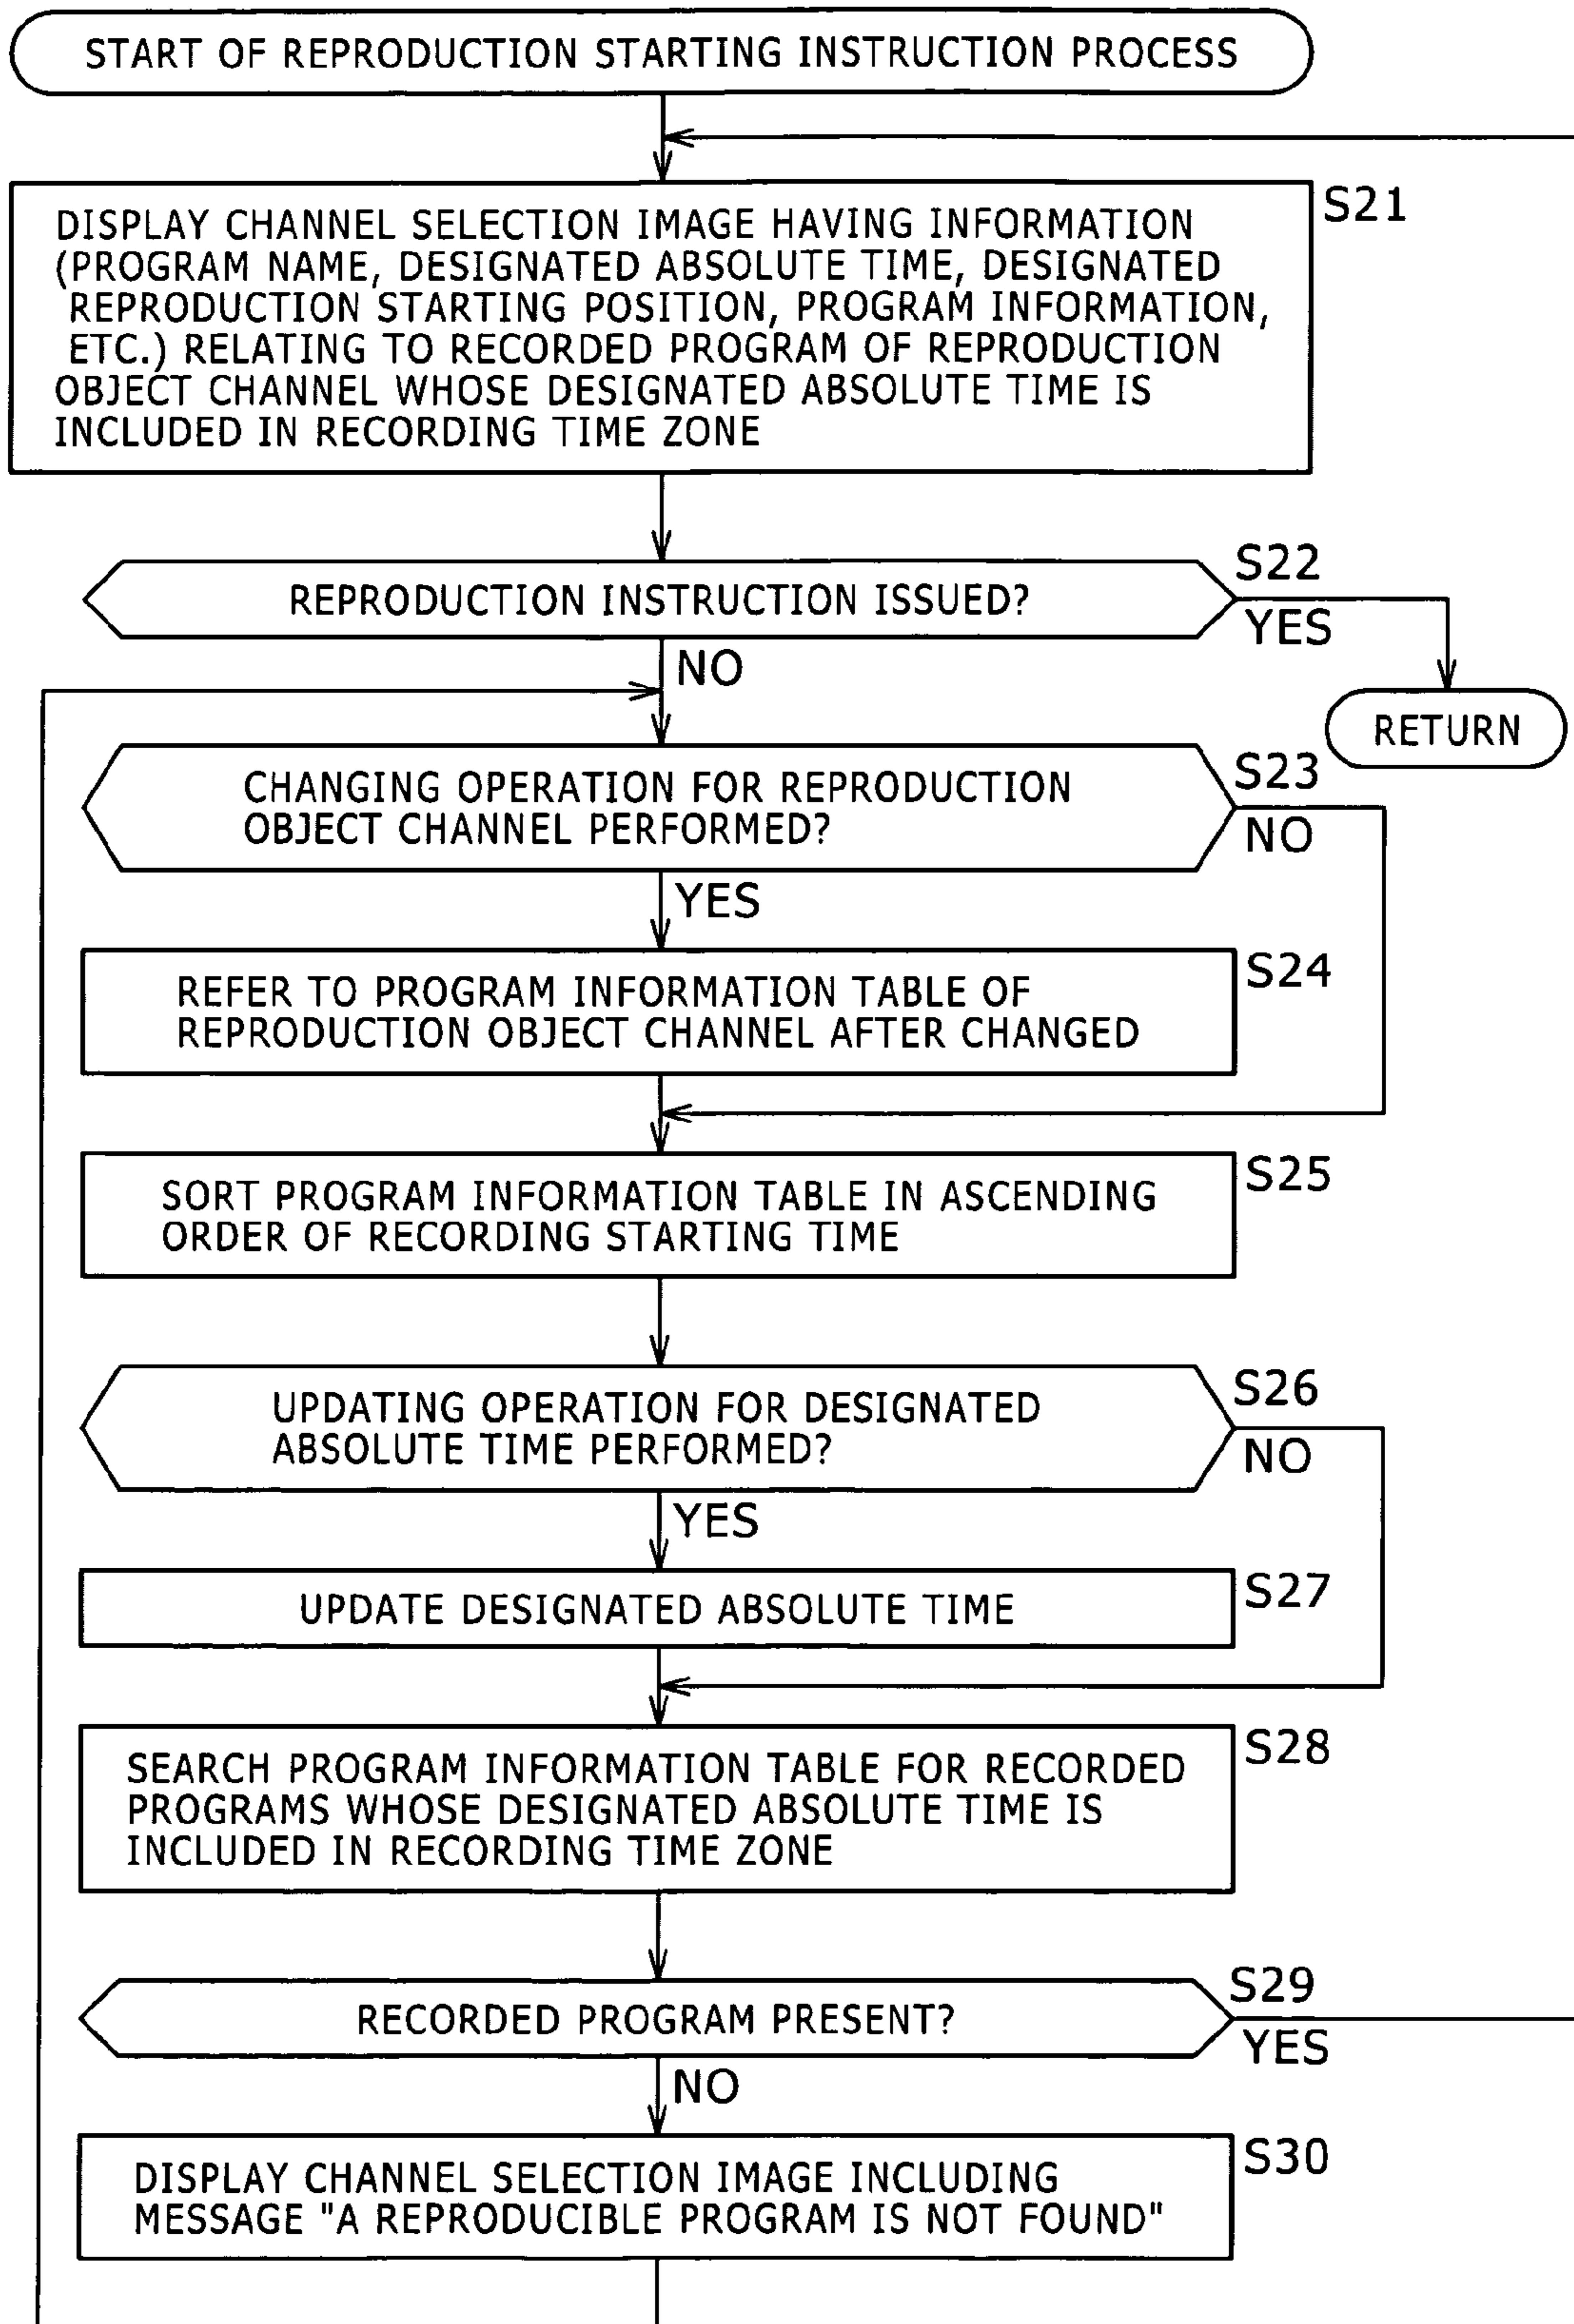 START OF REPRODUCTION STARTING INSTRUCTION PROCESS
S21
DISPLAY CHANNEL SELECTION IMAGE HAVING INFORMATION
(PROGRAM NAME, DESIGNATED ABSOLUTE TIME, DESIGNATED
REPRODUCTION STARTING POSITION, PROGRAM INFORMATION,
ETC.) RELATING TO RECORDED PROGRAM OF REPRODUCTION
OBJECT CHANNEL WHOSE DESIGNATED ABSOLUTE TIME IS
INCLUDED IN RECORDING TIME ZONE
S22
REPRODUCTION INSTRUCTION ISSUED?
YES
NO
RETURN
S23
CHANGING OPERATION FOR REPRODUCTION
OBJECT CHANNEL PERFORMED?
NO
YES
S24
REFER TO PROGRAM INFORMATION TABLE OF
REPRODUCTION OBJECT CHANNEL AFTER CHANGED
S25
SORT PROGRAM INFORMATION TABLE IN ASCENDING
ORDER OF RECORDING STARTING TIME
S26
UPDATING OPERATION FOR DESIGNATED
ABSOLUTE TIME PERFORMED?
NO
YES
S27
UPDATE DESIGNATED ABSOLUTE TIME
S28
SEARCH PROGRAM INFORMATION TABLE FOR RECORDED
PROGRAMS WHOSE DESIGNATED ABSOLUTE TIME IS
INCLUDED IN RECORDING TIME ZONE
S29
RECORDED PROGRAM PRESENT?
YES
NO
S30
DISPLAY CHANNEL SELECTION IMAGE INCLUDING
MESSAGE "A REPRODUCIBLE PROGRAM IS NOT FOUND"